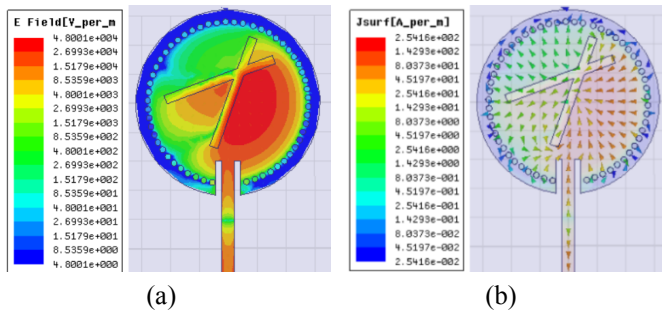 E Field[V_per_m
4.8001e+004
2.6993e+004
1.5179e+004
8.5359e+003
4.8001e+003
2.6993e+003
1.5179e+003
8.5359e+002
4.8001e+002
2.6993e+002
1.5179e+002
8.5359e+001
4.8001e+001
2.6993e+001
1.5179e+001
8.5359e+000
4.8001e+000
(a)
Jsurf[A_per_m]
2.5416e+002
1.4293e+002
8.0373e+001
4.5197e+001
2.5416e+001
1.4293e+001
8.0373e+000
4.5197e+000
2.5416e+000
1.4293e+000
8.0373e-001
4.5197e-001
2.5416e-001
1.4293e-001
8.0373e-002
4.5197e-002
2.5416e-002
(b)